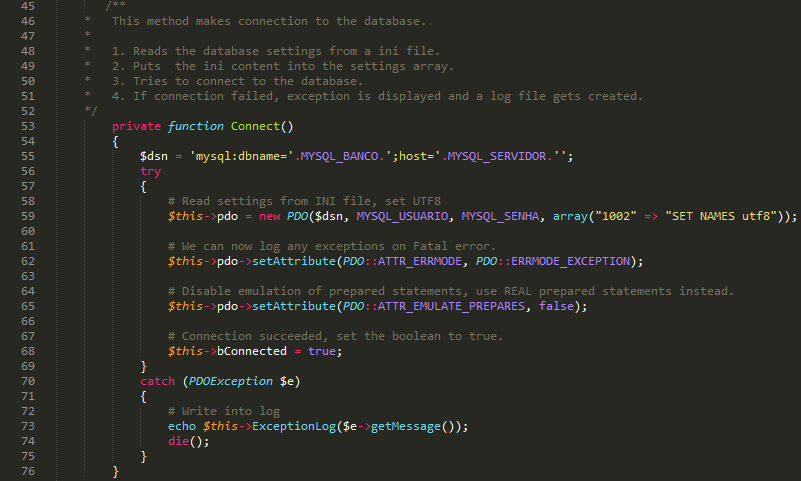 45 /**
46 * This method makes connection to the database.
47 *
48 * 1. Reads the database settings from a ini file.
49 * 2. Puts  the ini content into the settings array.
50 * 3. Tries to connect to the database.
51 * 4. If connection failed, exception is displayed and a log file gets created.
52 */
53 private function Connect()
54 {
55 $dsn = 'mysql:dbname='.MYSQL_BANCO.';host='.MYSQL_SERVIDOR.'';
56 try
57 {
58 # Read settings from INI file, set UTF8
59 $this->pdo = new PDO($dsn, MYSQL_USUARIO, MYSQL_SENHA, array("1002" => "SET NAMES utf8"));
60
61 # We can now log any exceptions on Fatal error.
62 $this->pdo->setAttribute(PDO::ATTR_ERRMODE, PDO::ERRMODE_EXCEPTION);
63
64 # Disable emulation of prepared statements, use REAL prepared statements instead.
65 $this->pdo->setAttribute(PDO::ATTR_EMULATE_PREPARES, false);
66
67 # Connection succeeded, set the boolean to true.
68 $this->bConnected = true;
69 }
70 catch (PDOException $e)
71 {
72 # Write into log
73 echo $this->ExceptionLog($e->getMessage());
74 die();
75 }
76 }